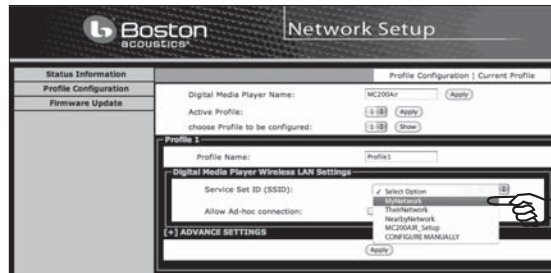 Boston
acoustics
Network Setup
Status Information
Profile Configuration
Firmware Update
Profile Configuration ¦ Current Profile
Digital Media Player Name: MC200Air Apply
Active Profile: 1 Apply
choose Profile to be configured: 1 Show
Profile 1
Profile Name: Profile1
Digital Media Player Wireless LAN Settings
Service Set ID (SSID): ✓ Select Option
MyNetwork
TheirNetwork
NearbyNetwork
MC200AIR_Setup
CONFIGURE MANUALLY
Allow Ad-hoc connection:
[+] ADVANCE SETTINGS
Apply